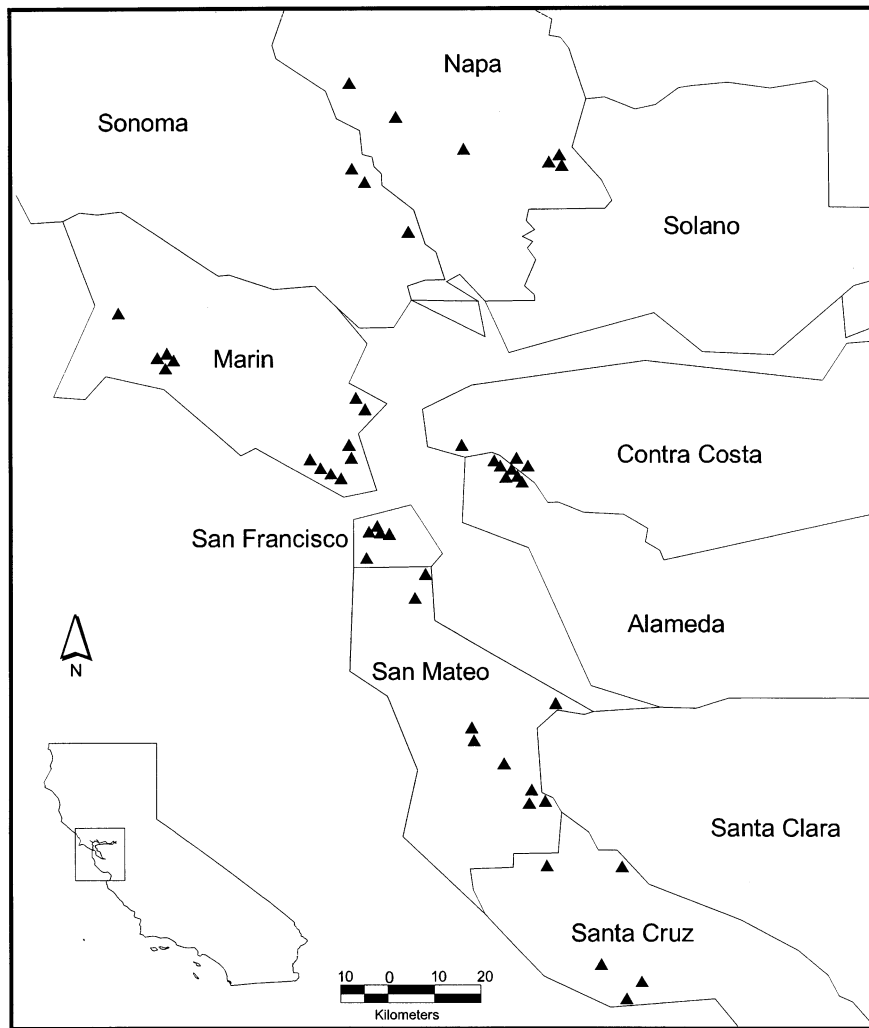 Napa
Sonoma
Solano
Marin
Contra Costa
San Francisco
Alameda
N
San Mateo
Santa Clara
Santa Cruz
10 0 10 20
Kilometers